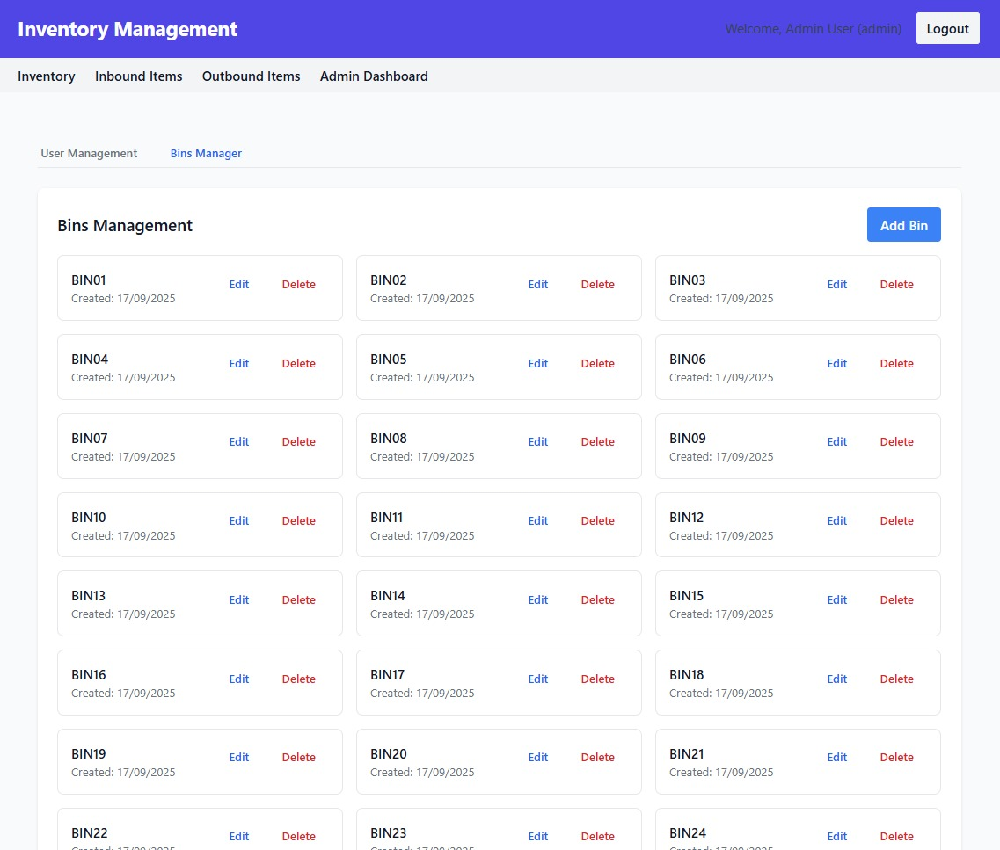 Inventory Management
Welcome, Admin User (admin)
Logout
Inventory Inbound Items Outbound Items Admin Dashboard
User Management Bins Manager
Bins Management
Add Bin
BIN01 Edit Delete BIN02 Edit Delete BIN03 Edit Delete
Created: 17/09/2025 Created: 17/09/2025 Created: 17/09/2025
BIN04 Edit Delete BIN05 Edit Delete BIN06 Edit Delete
Created: 17/09/2025 Created: 17/09/2025 Created: 17/09/2025
BIN07 Edit Delete BIN08 Edit Delete BIN09 Edit Delete
Created: 17/09/2025 Created: 17/09/2025 Created: 17/09/2025
BIN10 Edit Delete BIN11 Edit Delete BIN12 Edit Delete
Created: 17/09/2025 Created: 17/09/2025 Created: 17/09/2025
BIN13 Edit Delete BIN14 Edit Delete BIN15 Edit Delete
Created: 17/09/2025 Created: 17/09/2025 Created: 17/09/2025
BIN16 Edit Delete BIN17 Edit Delete BIN18 Edit Delete
Created: 17/09/2025 Created: 17/09/2025 Created: 17/09/2025
BIN19 Edit Delete BIN20 Edit Delete BIN21 Edit Delete
Created: 17/09/2025 Created: 17/09/2025 Created: 17/09/2025
BIN22 Edit Delete BIN23 Edit Delete BIN24 Edit Delete